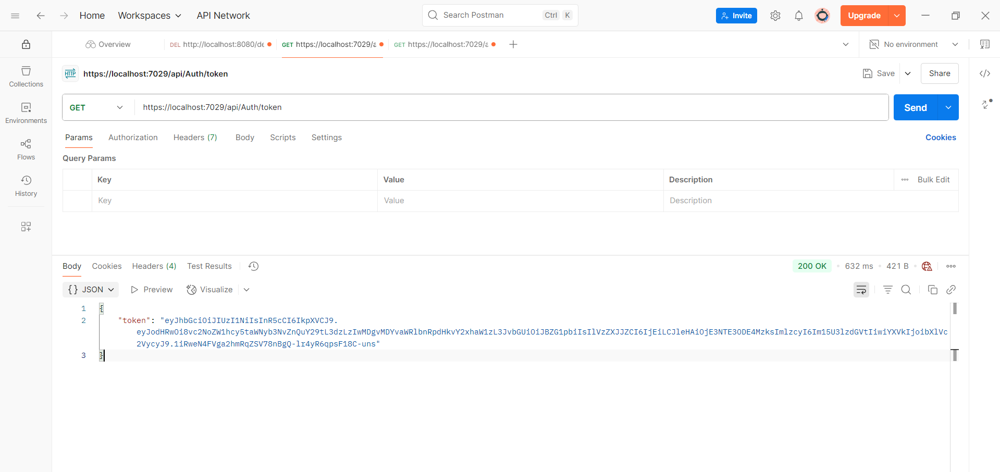 Home Workspaces API Network Search Postman Ctrl K Invite Upgrade
Overview DEL http://localhost:8080/de GET https://localhost:7029/a GET https://localhost:7029/a No environment
HTTP https://localhost:7029/api/Auth/token Save Share
Collections
GET https://localhost:7029/api/Auth/token Send
Environments
Params Authorization Headers (7) Body Scripts Settings Cookies
Flows
Query Params
Key Value Description Bulk Edit
History
Key Value Description
Body Cookies Headers (4) Test Results 200 OK 632 ms 421 B
{} JSON Preview Visualize
1 {
2 "token": "eyJhbGciOiJIUzI1NiIsInR5cCI6IkpXVCJ9.
eyJodHRwOi8vc2NoZW1hcy5taWNyb3NvZnQuY29tL3dzLzIwMDgvMDYvaWRlbnRpdHkvY2xhaW1zL3JvbGUiOiJBZG1pbiIsIlVzZXJJZCI6IjEiLCJleHAiOjE3NTE3ODE4MzksImlzcyI6Im15U3lzdGVtIiwiYXVkIjoibXlVc
2VycyJ9.1iRweN4FVga2hmRqZSV78nBgQ-lr4yR6qpsF18C-uns"
3 }